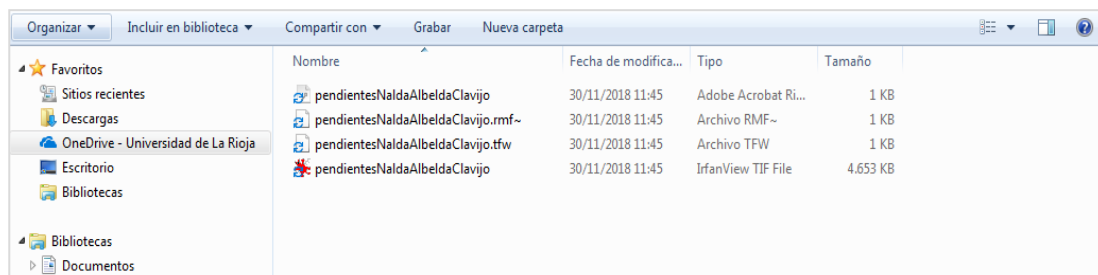 Organizar Incluir en biblioteca Compartir con Grabar Nueva carpeta
Favoritos
Sitios recientes
Descargas
OneDrive - Universidad de La Rioja
Escritorio
Bibliotecas
Bibliotecas
Documentos
Nombre Fecha de modifica... Tipo Tamaño
pendientesNaldaAlbeldaClavijo 30/11/2018 11:45 Adobe Acrobat Ri... 1 KB
pendientesNaldaAlbeldaClavijo.rmf~ 30/11/2018 11:45 Archivo RMF~ 1 KB
pendientesNaldaAlbeldaClavijo.tfw 30/11/2018 11:45 Archivo TFW 1 KB
pendientesNaldaAlbeldaClavijo 30/11/2018 11:45 IrfanView TIF File 4.653 KB